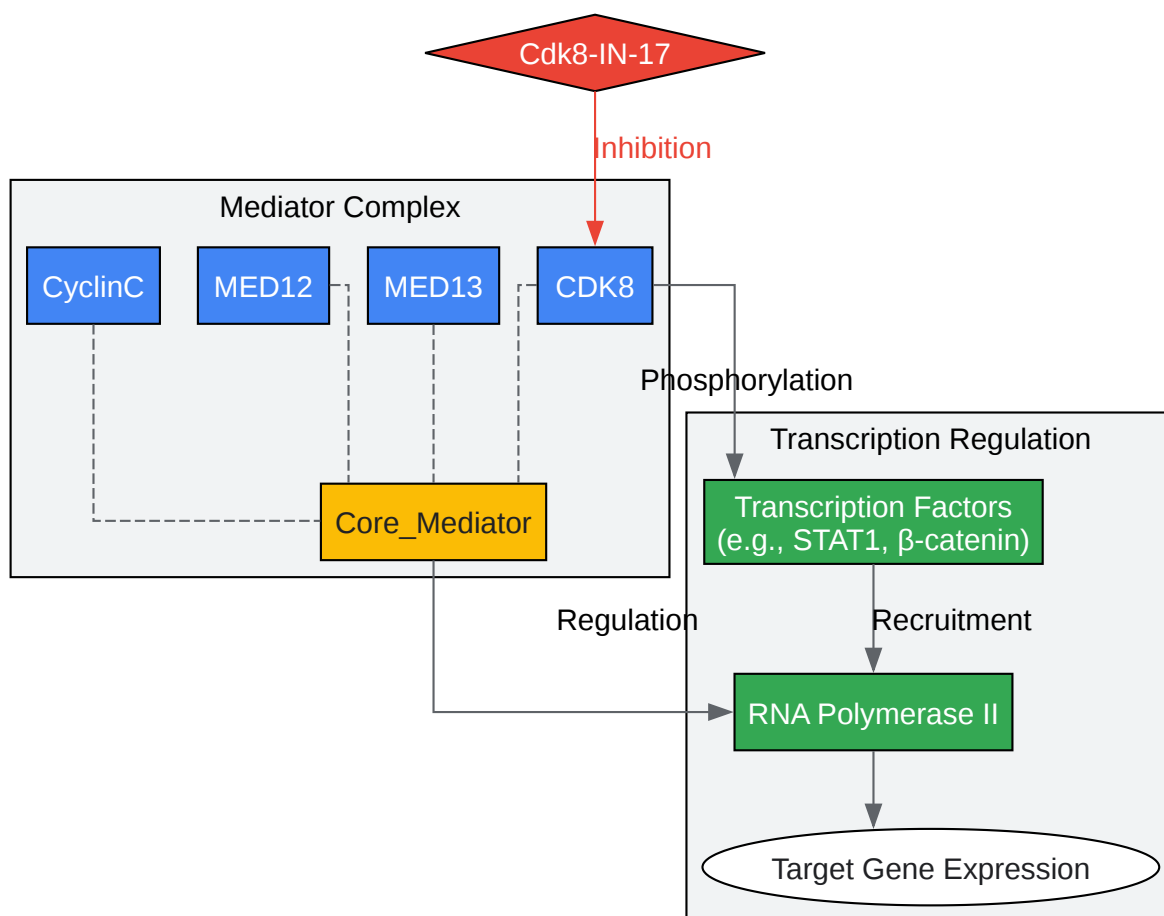 Cdk8-IN-17
Inhibition
Mediator Complex
CyclinC
MED12
MED13
CDK8
Phosphorylation
Transcription Regulation
Core_Mediator
Transcription Factors
(e.g., STAT1, β-catenin)
Regulation
Recruitment
RNA Polymerase II
Target Gene Expression